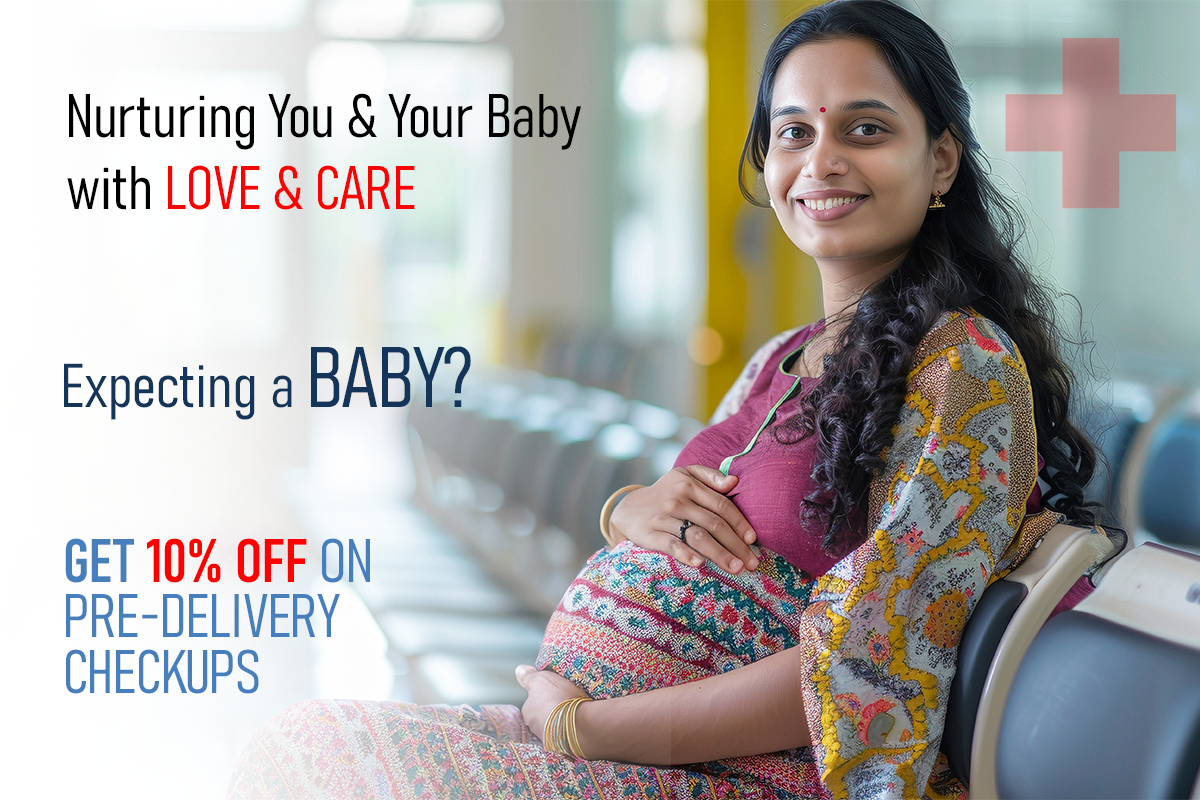 Nurturing You & Your Baby
with LOVE & CARE
Expecting a BABY?
GET 10% OFF ON
PRE-DELIVERY
CHECKUPS